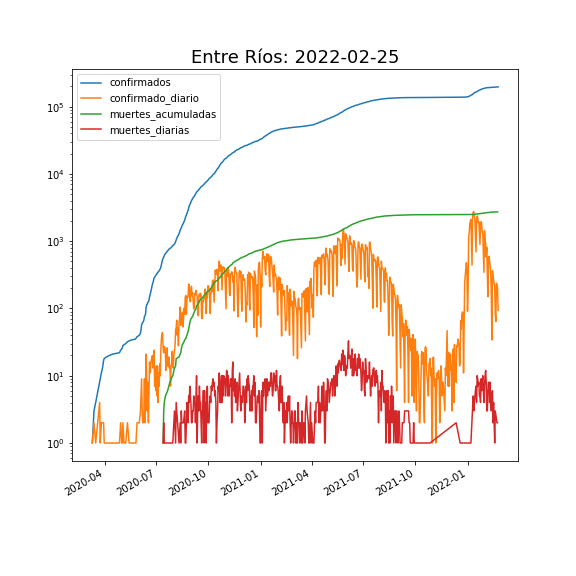 Entre Ríos: 2022-02-25
confirmados
confirmado_diario
muertes_acumuladas
muertes_diarias
10^5
10^4
10^3
10^2
10^1
10^0
2020-04
2020-07
2020-10
2021-01
2021-04
2021-07
2021-10
2022-01